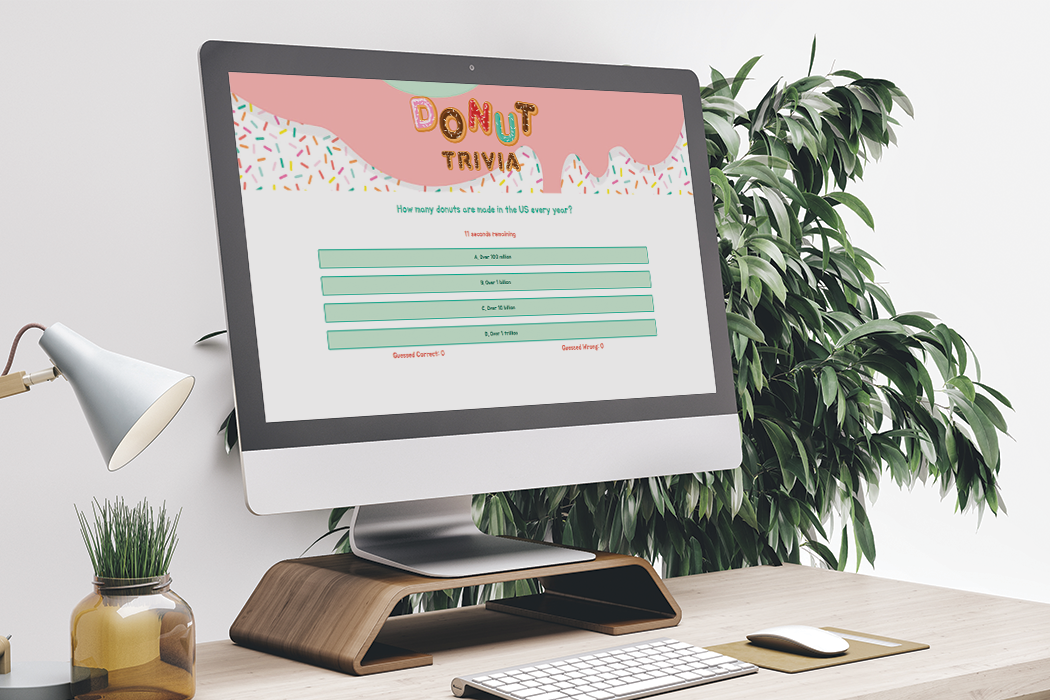 DONUT
TRIVIA
How many donuts are made in the US every year?
11 seconds remaining
A. Over 100 million
B. Over 1 billion
C. Over 10 billion
D. Over 1 trillion
Guessed Correct: 0
Guessed Wrong: 0